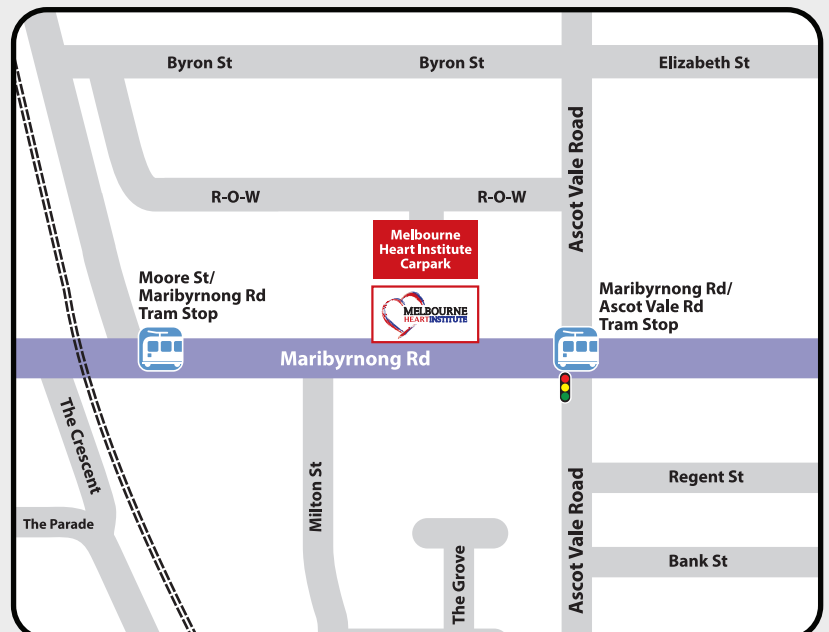 Byron St
Byron St
Elizabeth St
Ascot Vale Road
R-O-W
R-O-W
Melbourne
Heart Institute
Carpark
Moore St/
Maribyrnong Rd
Tram Stop
MELBOURNE
HEARTINSTITUTE
Maribyrnong Rd/
Ascot Vale Rd
Tram Stop
Maribyrnong Rd
The Crescent
Milton St
Regent St
The Parade
The Grove
Ascot Vale Road
Bank St